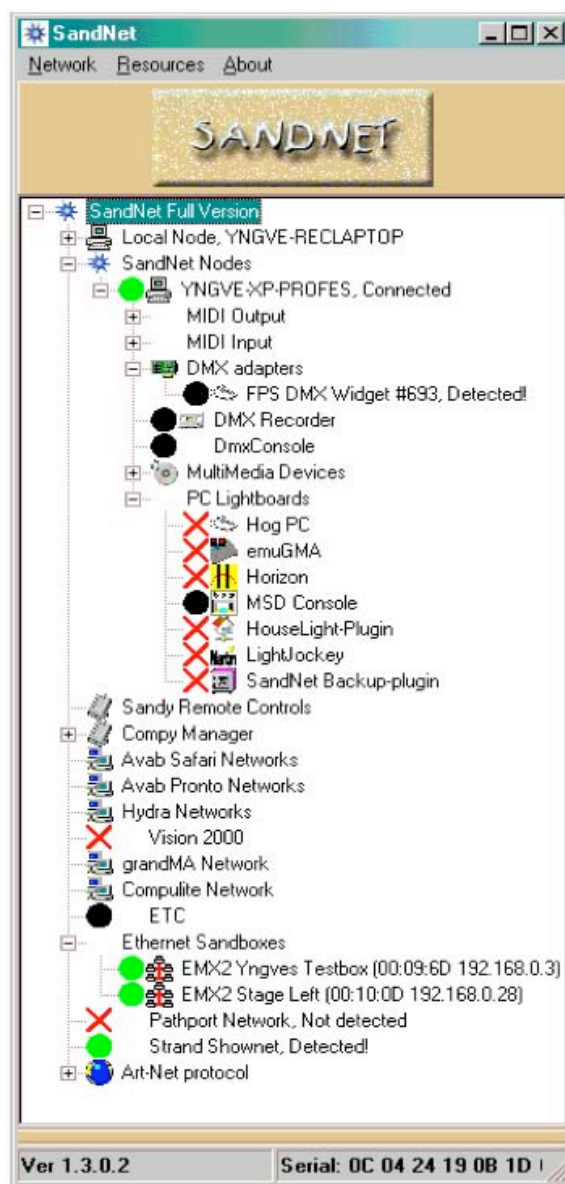 SandNet
Network Resources About
SANDNET
SandNet Full Version
Local Node, YNGVE-RECLAPTOP
SandNet Nodes
YNGVE-XP-PROFES, Connected
MIDI Output
MIDI Input
DMX adapters
FPS DMX Widget #693, Detected!
DMX Recorder
DmxConsole
MultiMedia Devices
PC Lightboards
Hog PC
emuGMA
Horizon
MSD Console
HouseLight-Plugin
Martin LightJockey
SandNet Backup-plugin
Sandy Remote Controls
Compy Manager
Avab Safari Networks
Avab Pronto Networks
Hydra Networks
Vision 2000
grandMA Network
Compulite Network
ETC
Ethernet Sandboxes
EMX2 Yngves Testbox (00:09:6D 192.168.0.3)
EMX2 Stage Left (00:10:0D 192.168.0.28)
Pathport Network, Not detected
Strand Shownet, Detected!
Art-Net protocol
Ver 1.3.0.2 Serial: 0C 04 24 19 0B 1D